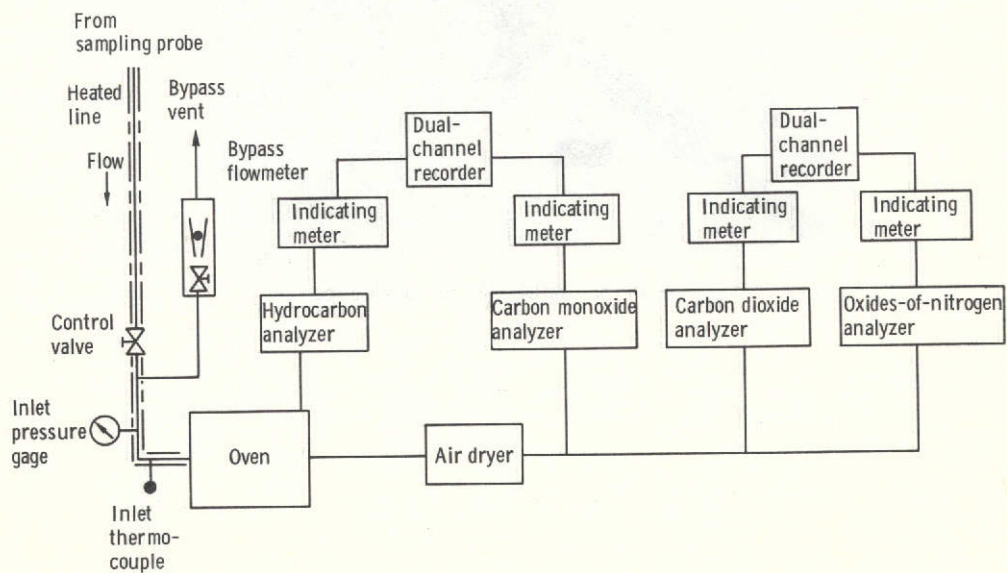 From
sampling probe
Heated
line
Bypass
vent
Flow
Bypass
flowmeter
Dual-
channel
recorder
Dual-
channel
recorder
Indicating
meter
Indicating
meter
Indicating
meter
Indicating
meter
Hydrocarbon
analyzer
Carbon monoxide
analyzer
Carbon dioxide
analyzer
Oxides-of-nitrogen
analyzer
Control
valve
Inlet
pressure
gage
Oven
Air dryer
Inlet
thermo-
couple